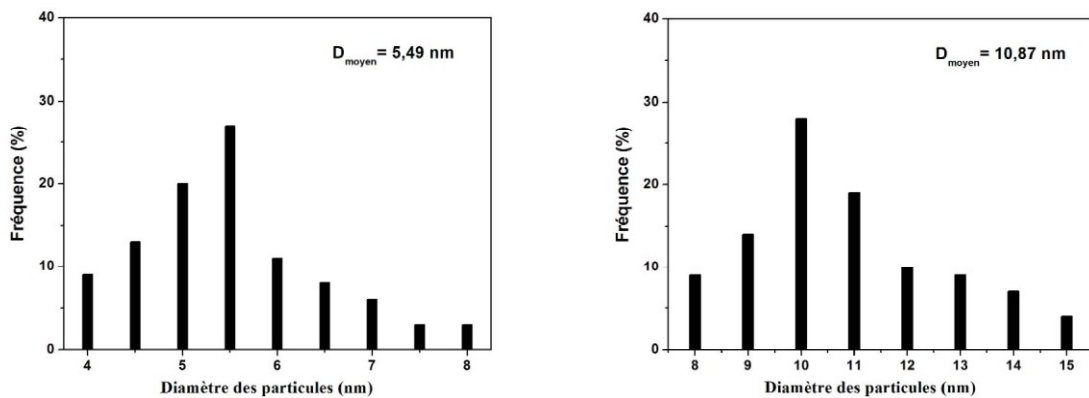 40
30
20
10
0
Fréquence (%)
D moyen = 5,49 nm
4 5 6 7 8
Diamètre des particules (nm)
40
30
20
10
0
Fréquence (%)
D moyen = 10,87 nm
8 9 10 11 12 13 14 15
Diamètre des particules (nm)